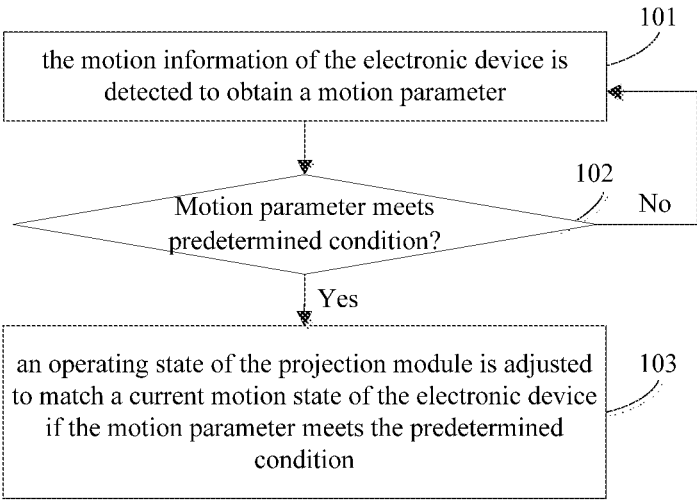 101
the motion information of the electronic device is
detected to obtain a motion parameter
102
Motion parameter meets
predetermined condition?
No
Yes
an operating state of the projection module is adjusted
to match a current motion state of the electronic device
if the motion parameter meets the predetermined
condition
103